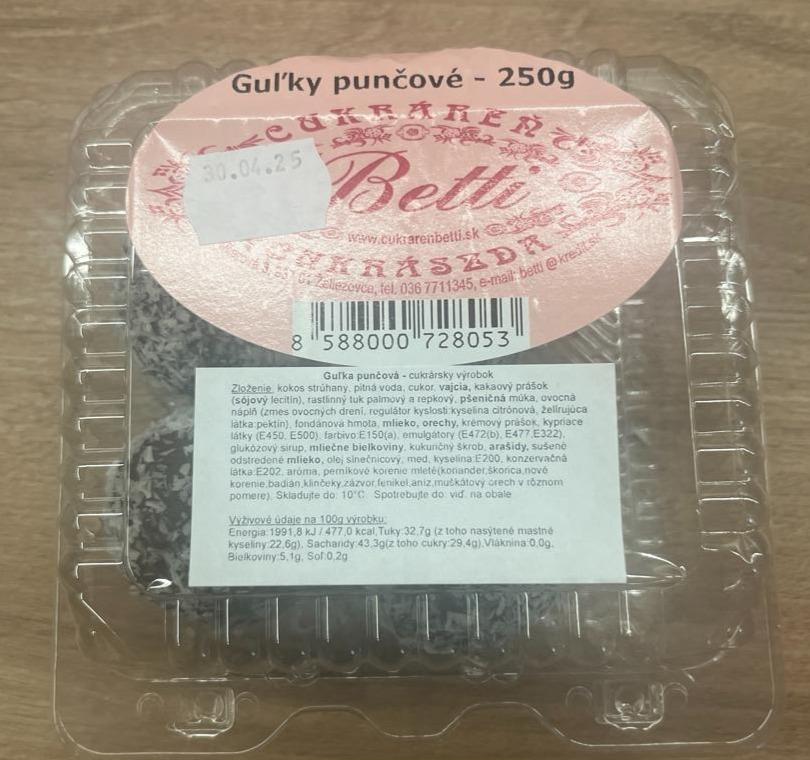 Guľky punčové - 250g
CUKRÁREŇ
30.04.25
Betti
www.cukrarenbetti.sk
CUKRÁSZDA
01 Želiezovce, tel. 036 7711345, e-mail: betti@kredit.sk
8 588000 728053
Guľka punčová - cukrársky výrobok
Zloženie: kokos strúhaný, pitná voda, cukor, vajcia, kakaový prášok
(sójový lecitín), rastlinný tuk palmový a repkový, pšeničná múka, ovocná
náplň (zmes ovocných drení, regulátor kyslosti:kyselina citrónová, želírujúca
látka:pektín), fondánová hmota, mlieko, orechy, krémový prášok, kypriace
látky (E450, E500), farbivo:E150(a), emulgátory (E472(b), E477,E322),
glukózový sirup, mliečne bielkoviny, kukuričný škrob, arašidy, sušené
odstredené mlieko, olej slnečnicový, med, kyselina:E200, konzervačná
látka:E202, aróma, perníkové korenie mleté(koriander,škorica,nové
korenie,badián,klinčeky,zázvor,fenikel,aníz,muškátový orech v rôznom
pomere). Skladujte do: 10°C. Spotrebujte do: viď. na obale
Výživové údaje na 100g výrobku:
Energia:1991,8 kJ / 477,0 kcal,Tuky:32,7g (z toho nasýtené mastné
kyseliny:22,6g), Sacharidy:43,3g(z toho cukry:29,4g),Vláknina:0,0g,
Bielkoviny:5,1g, Soľ:0,2g